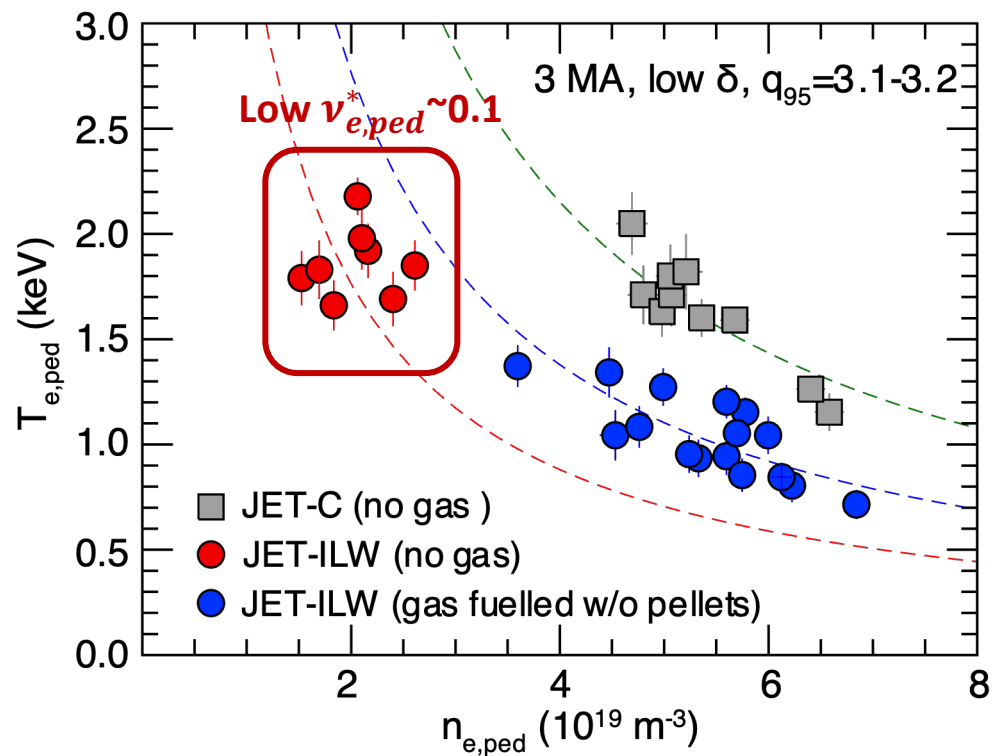 3 MA, low δ, q95=3.1-3.2
Low ν*e,ped~0.1
JET-C (no gas )
JET-ILW (no gas)
JET-ILW (gas fuelled w/o pellets)
Te,ped (keV)
3.0
2.5
2.0
1.5
1.0
0.5
0.0
2
4
6
8
ne,ped (10¹⁹ m⁻³)